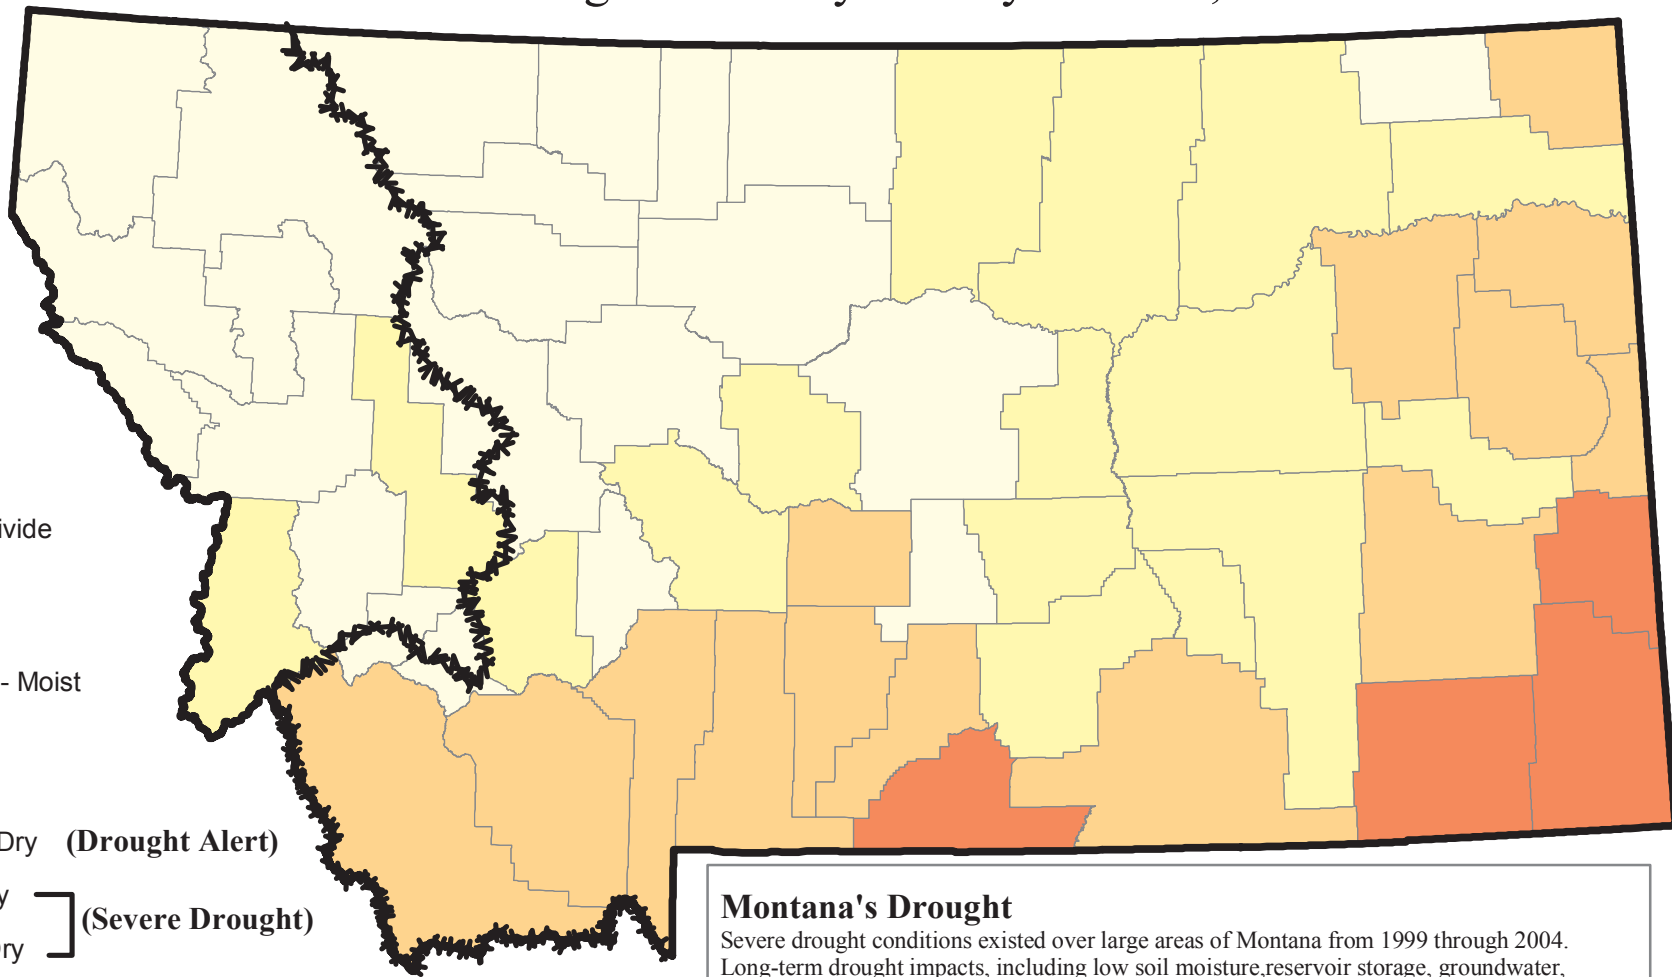 - Moist
Dry (Drought Alert)
(Severe Drought)
Dry
Montana's Drought
Severe drought conditions existed over large areas of Montana from 1999 through 2004.
Long-term drought impacts, including low soil moisture,reservoir storage, groundwater,